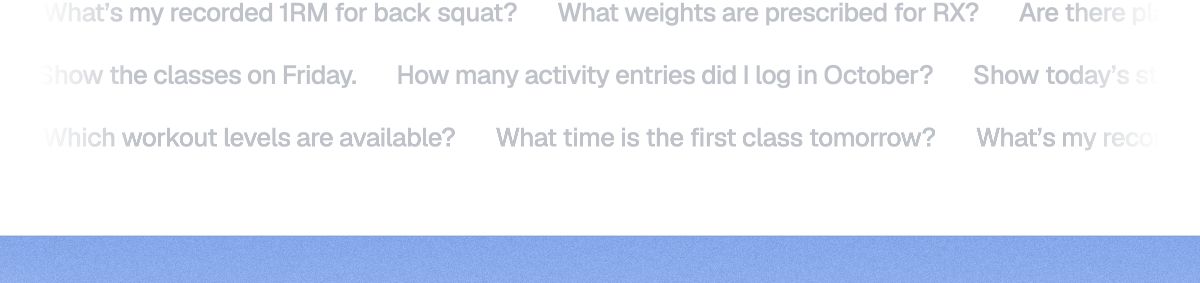 What’s my recorded 1RM for back squat? What weights are prescribed for RX? Are there
Show the classes on Friday. How many activity entries did I log in October? Show today’s
Which workout levels are available? What time is the first class tomorrow? What’s my